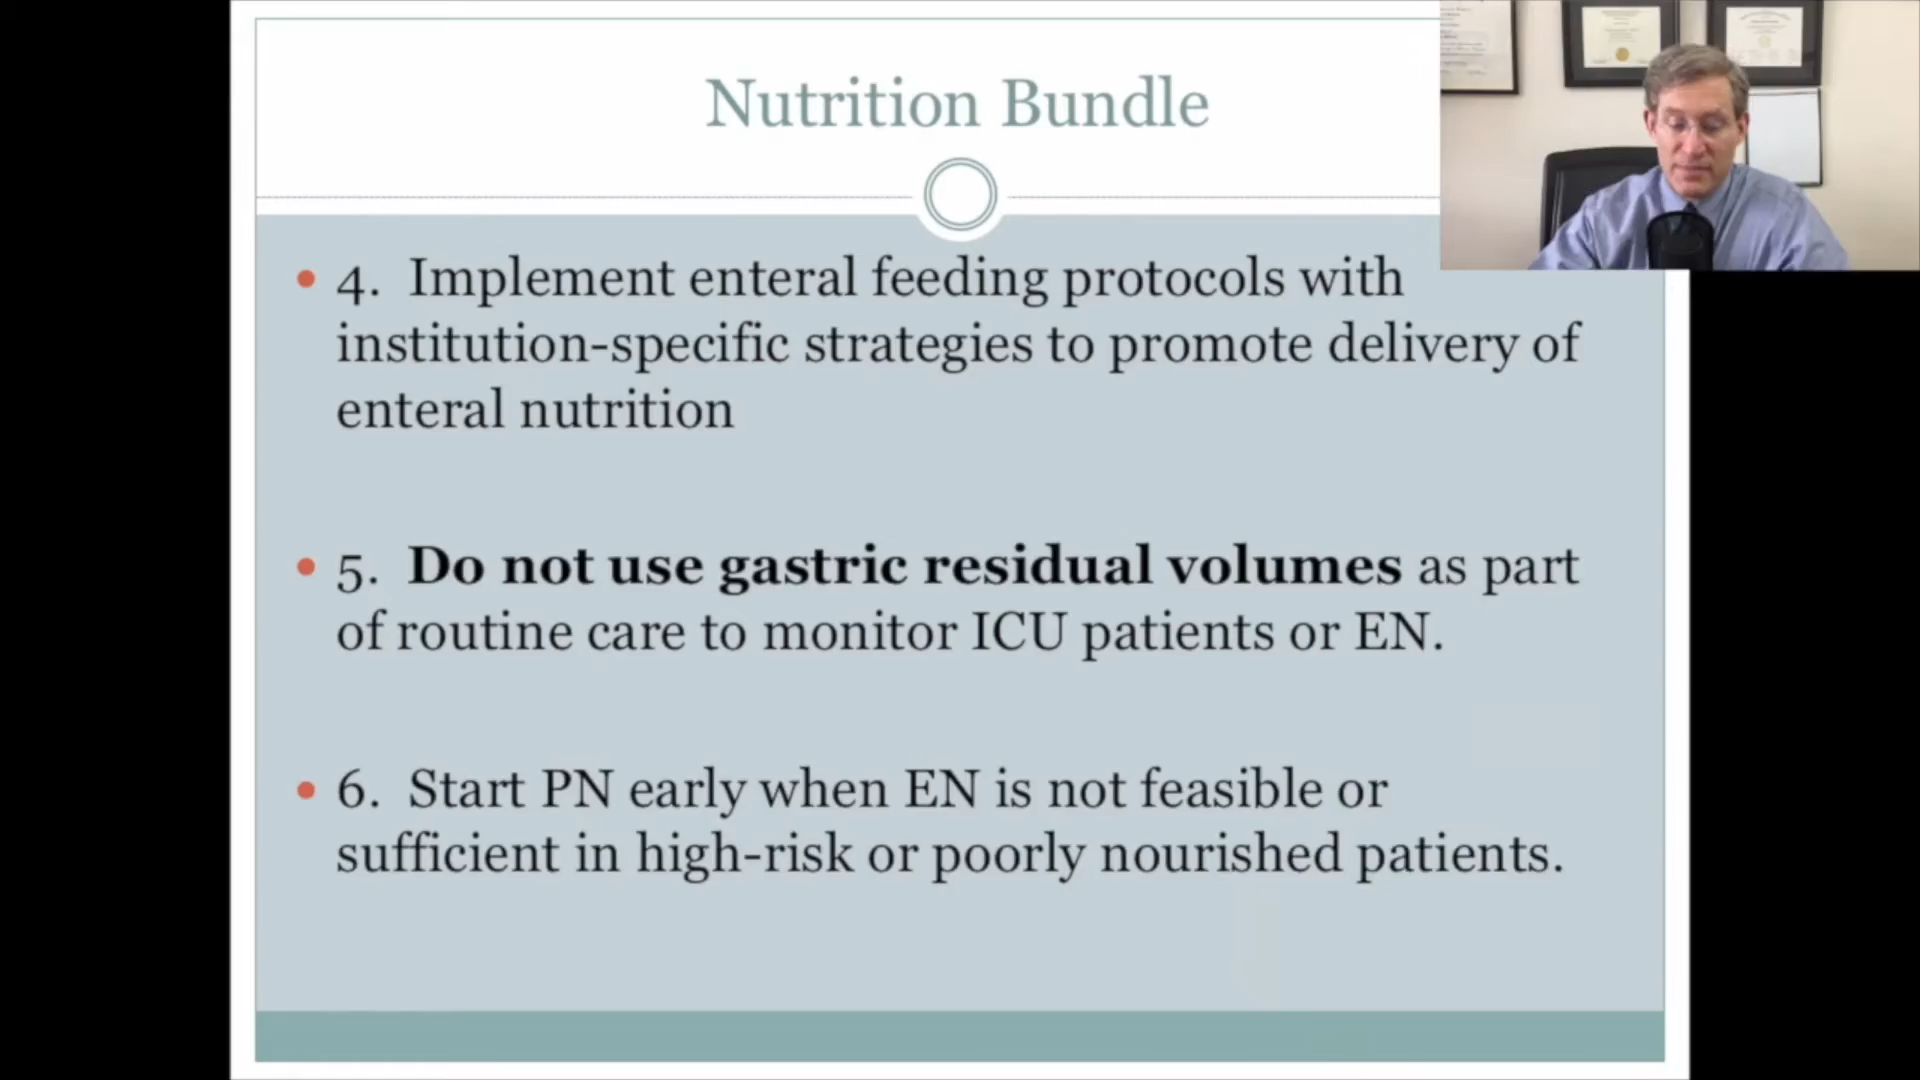 Nutrition Bundle
• 4. Implement enteral feeding protocols with
institution-specific strategies to promote delivery of
enteral nutrition
• 5. Do not use gastric residual volumes as part
of routine care to monitor ICU patients or EN.
• 6. Start PN early when EN is not feasible or
sufficient in high-risk or poorly nourished patients.